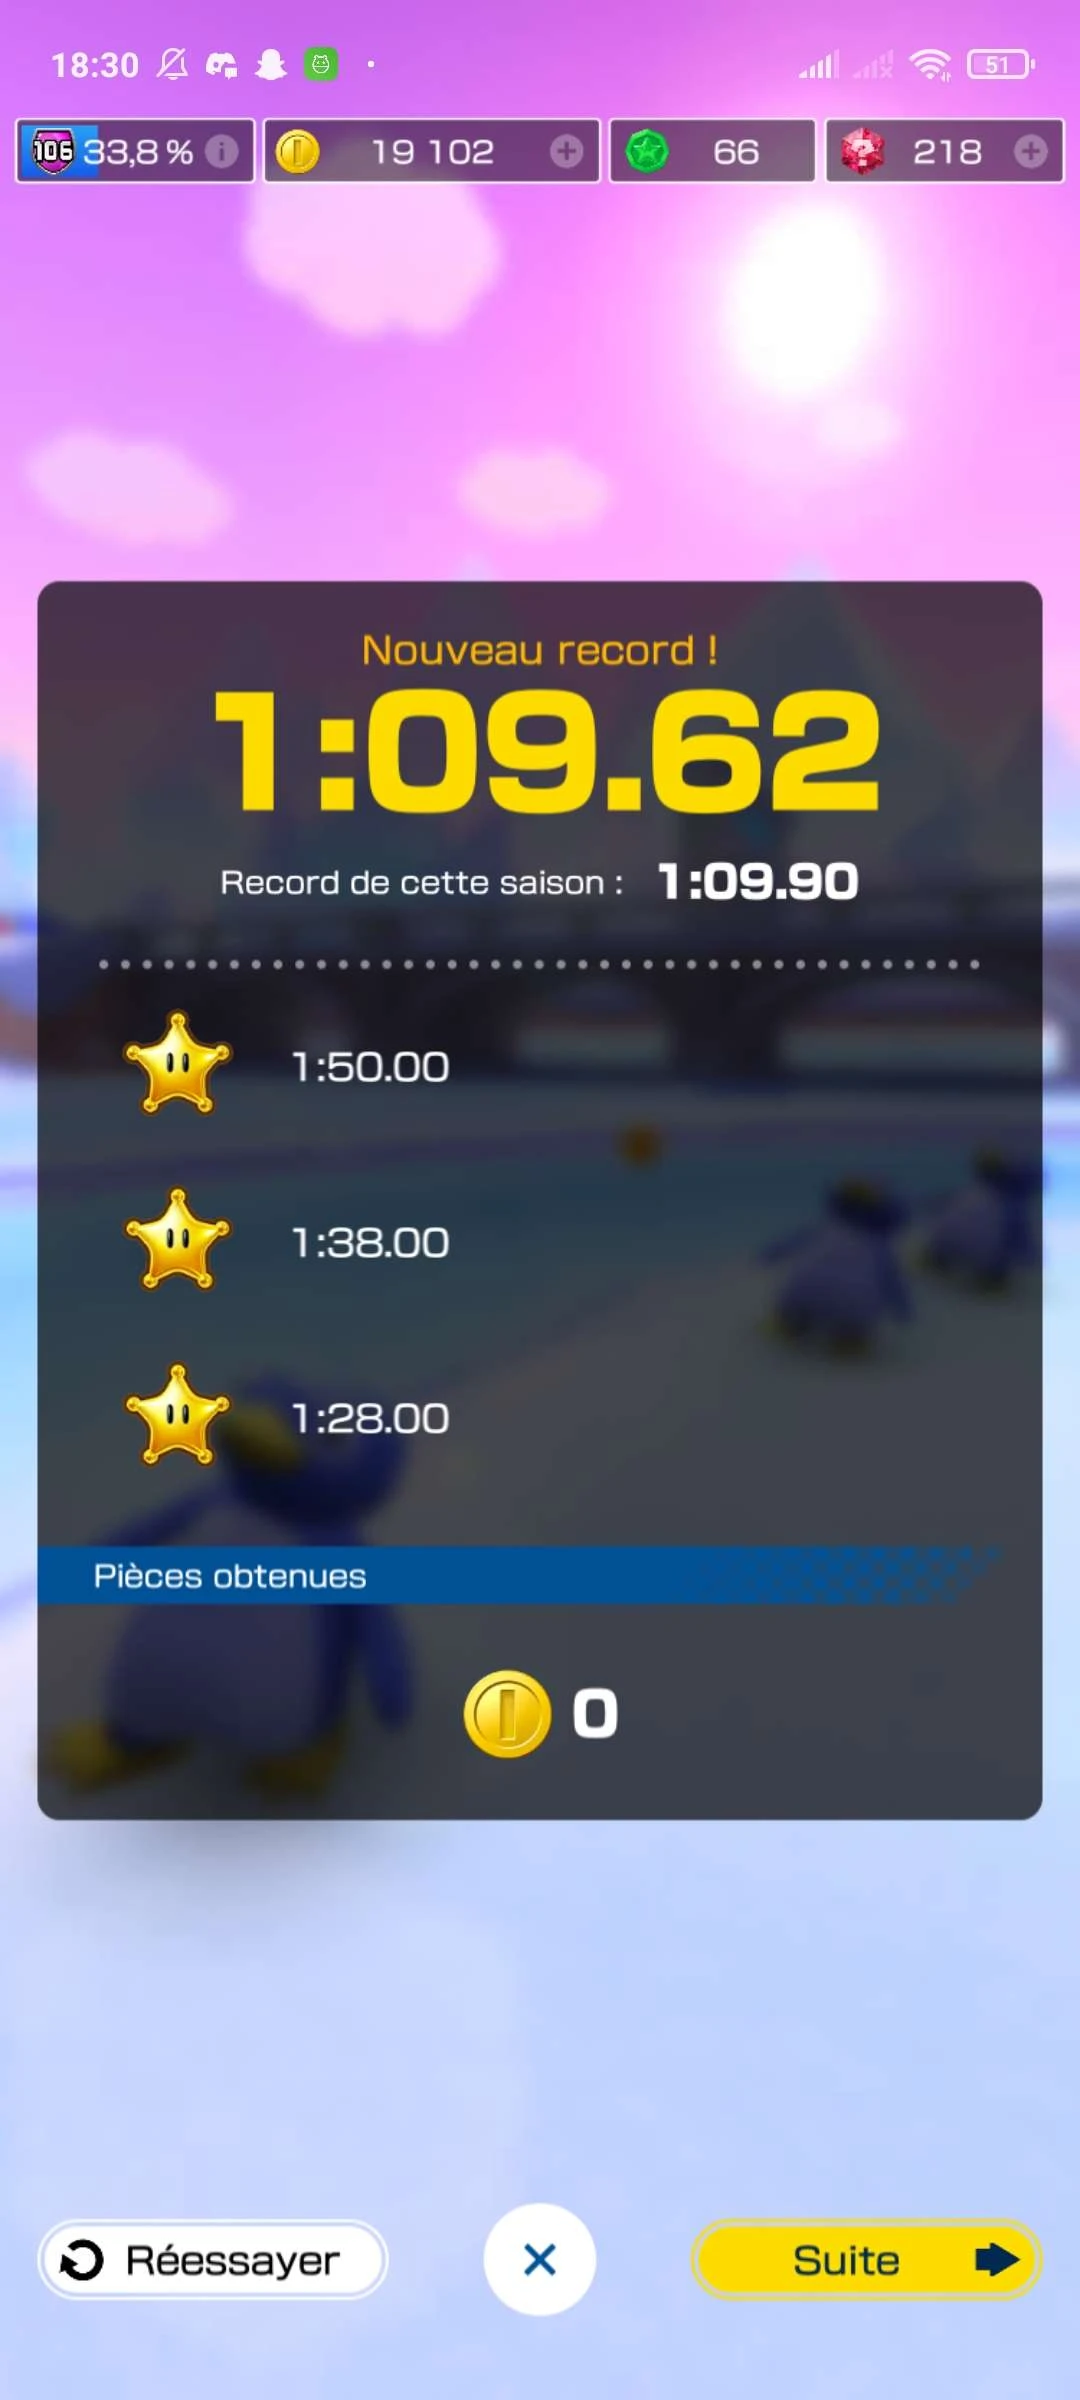 18:30 51
106 33,8 % i 19 102 66 218
Nouveau record !
1:09.62
Record de cette saison : 1:09.90
1:50.00
1:38.00
1:28.00
Pièces obtenues
0
Réessayer Suite